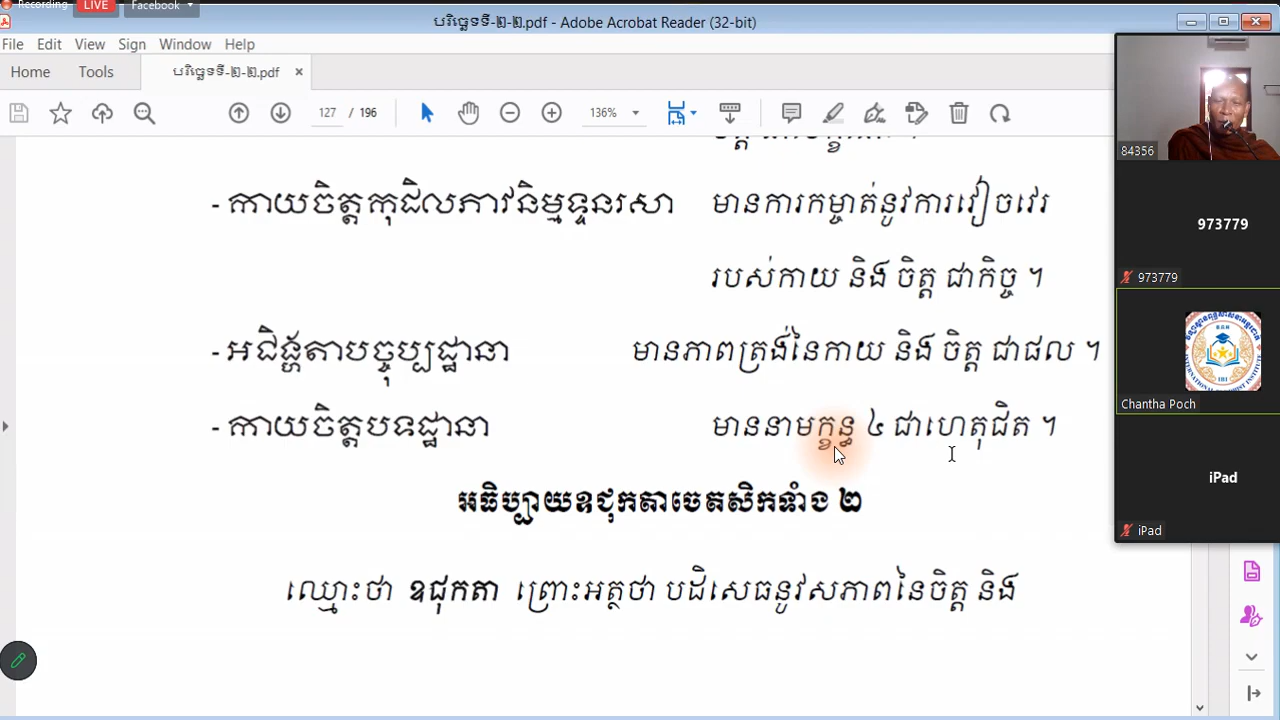 Recording LIVE Facebook
បរិច្ឆេទទី-២-២.pdf - Adobe Acrobat Reader (32-bit)
File Edit View Sign Window Help
Home Tools បរិច្ឆេទទី-២-២.pdf ×
127 / 196 136%
- កាយចិត្តកុដិលភាវនិម្មទ្ទនរសា មានការកម្ចាត់នូវការវៀចវេរ
របស់កាយ និង ចិត្ត ជាកិច្ច ។
- អជិង្ហតាបច្ចុប្បដ្ឋានា មានភាពត្រង់នៃកាយ និង ចិត្ត ជាផល ។
- កាយចិត្តបទដ្ឋានា មាននាមក្ខន្ធ ៤ ជាហេតុជិត ។
អធិប្បាយឧជុកតាចេតសិកទាំង ២
ឈ្មោះថា ឧជុកតា ព្រោះអត្ថថា បដិសេធនូវសភាពនៃចិត្ត និង
84356
973779
973779
Chantha Poch
iPad
iPad